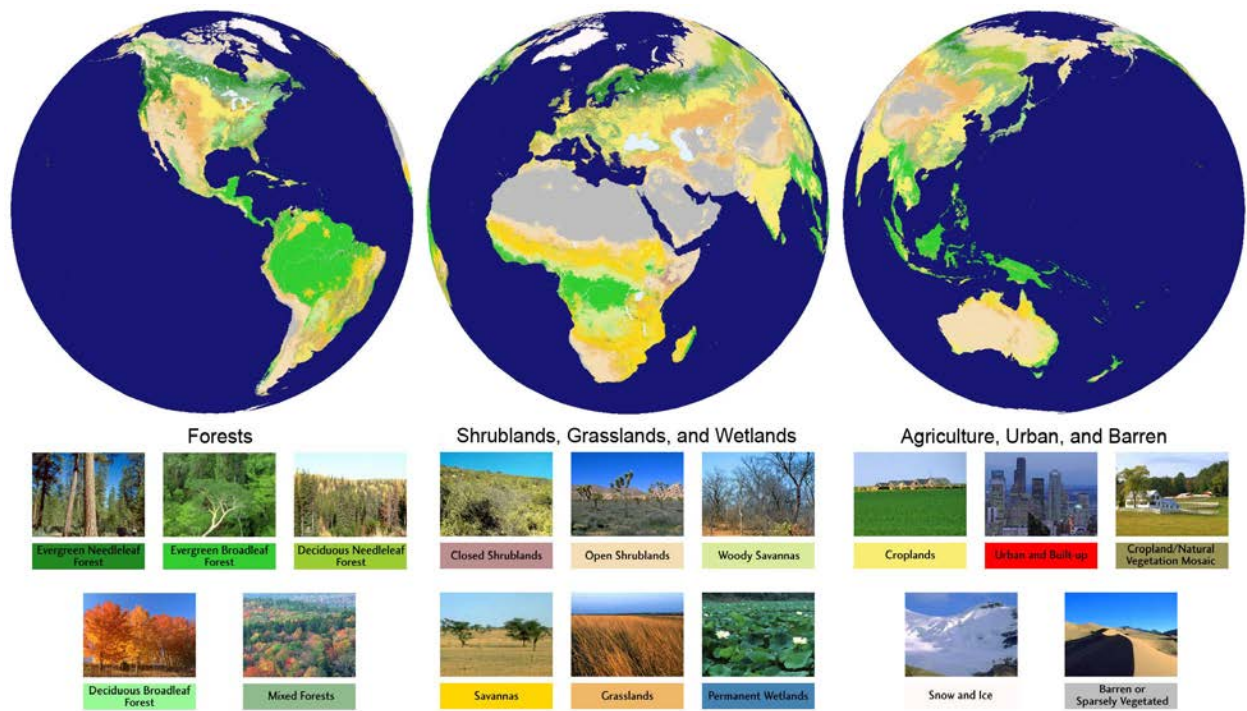 Forests
Shrublands, Grasslands, and Wetlands
Agriculture, Urban, and Barren
Evergreen Needleleaf
Forest
Evergreen Broadleaf
Forest
Deciduous Needleleaf
Forest
Closed Shrublands
Open Shrublands
Woody Savannas
Croplands
Urban and Built-up
Cropland/Natural
Vegetation Mosaic
Deciduous Broadleaf
Forest
Mixed Forests
Savannas
Grasslands
Permanent Wetlands
Snow and Ice
Barren or
Sparsely Vegetated